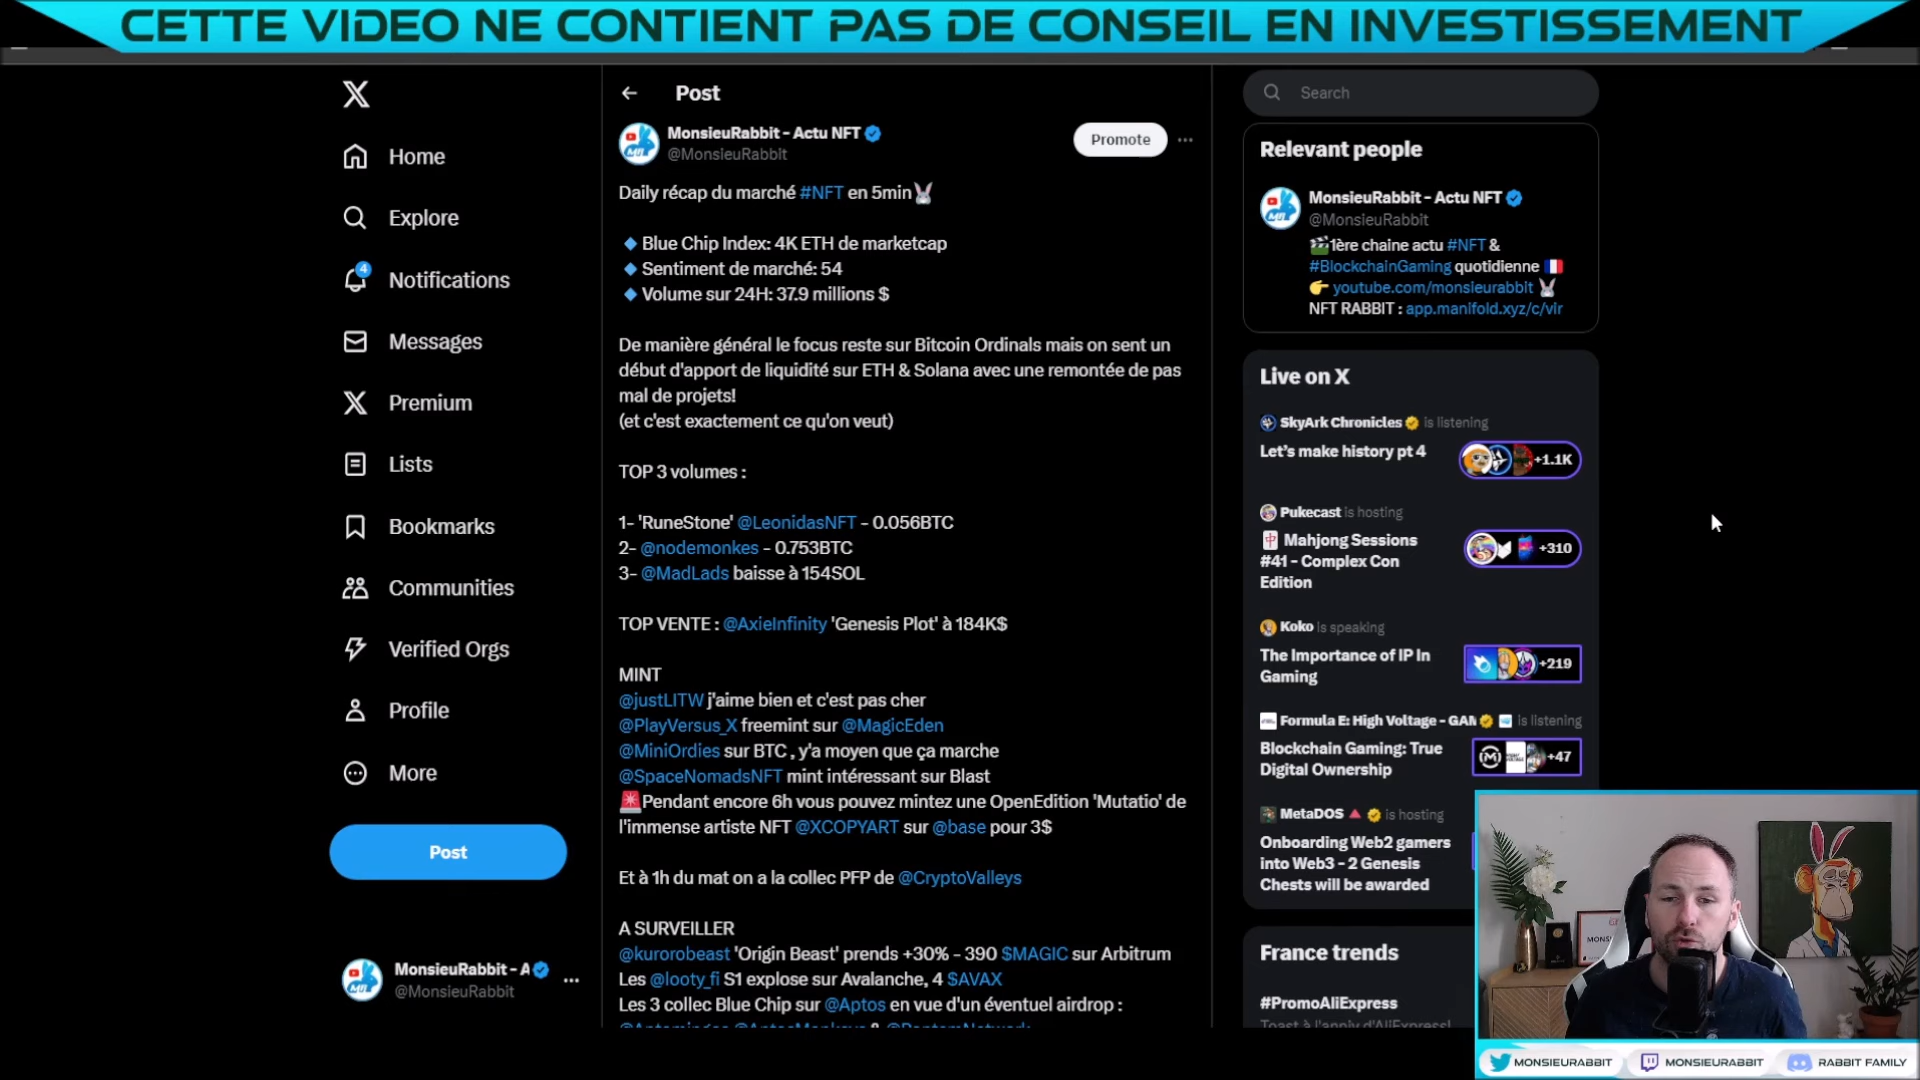 CETTE VIDEO NE CONTIENT PAS DE CONSEIL EN INVESTISSEMENT
Home
Explore
4
Notifications
Messages
Premium
Lists
Bookmarks
Communities
Verified Orgs
Profile
More
Post
MonsieurRabbit - A
@MonsieurRabbit
Post
MonsieurRabbit - Actu NFT
@MonsieurRabbit
Promote
Daily récap du marché #NFT en 5min
Blue Chip Index: 4K ETH de marketcap
Sentiment de marché: 54
Volume sur 24H: 37.9 millions $
De manière général le focus reste sur Bitcoin Ordinals mais on sent un
début d'apport de liquidité sur ETH & Solana avec une remontée de pas
mal de projets!
(et c'est exactement ce qu'on veut)
TOP 3 volumes :
1- 'RuneStone' @LeonidasNFT - 0.056BTC
2- @nodemonkes - 0.753BTC
3- @MadLads baisse à 154SOL
TOP VENTE : @AxieInfinity 'Genesis Plot' à 184K$
MINT
@justLITW j'aime bien et c'est pas cher
@PlayVersus_X freemint sur @MagicEden
@MiniOrdies sur BTC , y'a moyen que ça marche
@SpaceNomadsNFT mint intéressant sur Blast
Pendant encore 6h vous pouvez mintez une OpenEdition 'Mutatio' de
l'immense artiste NFT @XCOPYART sur @base pour 3$
Et à 1h du mat on a la collec PFP de @CryptoValleys
A SURVEILLER
@kurorobeast 'Origin Beast' prends +30% - 390 $MAGIC sur Arbitrum
Les @looty_fi S1 explose sur Avalanche, 4 $AVAX
Les 3 collec Blue Chip sur @Aptos en vue d'un éventuel airdrop :
Search
Relevant people
MonsieurRabbit - Actu NFT
@MonsieurRabbit
1ère chaine actu #NFT &
#BlockchainGaming quotidienne
youtube.com/monsieurabbit
NFT RABBIT : app.manifold.xyz/c/vir
Live on X
SkyArk Chronicles is listening
Let's make history pt 4
+1.1K
Pukecast is hosting
Mahjong Sessions
#41 - Complex Con
Edition
+310
Koko is speaking
The Importance of IP In
Gaming
+219
Formula E: High Voltage - GAM is listening
Blockchain Gaming: True
Digital Ownership
+47
MetaDOS is hosting
Onboarding Web2 gamers
into Web3 - 2 Genesis
Chests will be awarded
France trends
#PromoAliExpress
Toast à l'anniv d'AliExpress!
MONSIEURABBIT
MONSIEURABBIT
RABBIT FAMILY